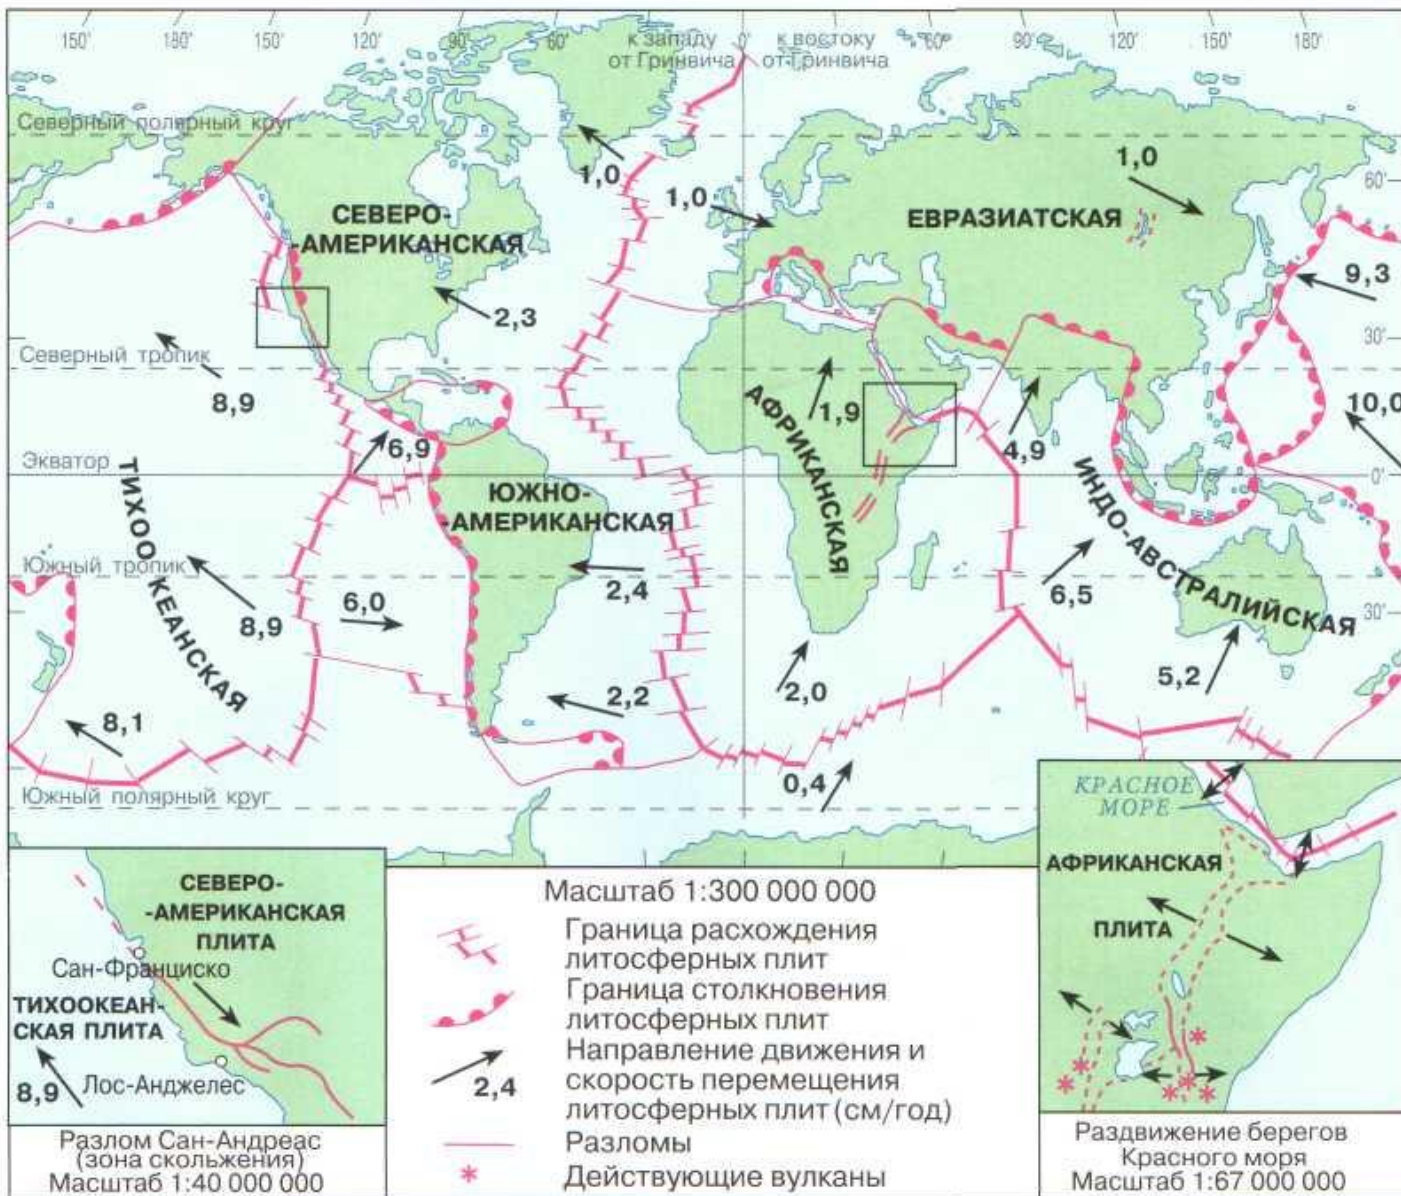 150° 180° 150° 120° 90° 60° 60° 90° 120° 150° 180°
к западу от Гринвича
к востоку от Гринвича
Северный полярный круг
1,0
1,0
1,0
60°
СЕВЕРО-
-АМЕРИКАНСКАЯ
ЕВРАЗИАТСКАЯ
9,3
2,3
30°
Северный тропик
8,9
1,9
10,0
6,9
4,9
Экватор
0°
АФРИКАНСКАЯ
ТИХООКЕАНСКАЯ
ЮЖНО-
-АМЕРИКАНСКАЯ
ИНДО-АВСТРАЛИЙСКАЯ
Южный тропик
6,0
2,4
6,5
8,9
30°
2,0
5,2
2,2
8,1
0,4
Южный полярный круг
КРАСНОЕ
МОРЕ
АФРИКАНСКАЯ
ПЛИТА
Раздвижение берегов
Красного моря
Масштаб 1:67 000 000
СЕВЕРО-
-АМЕРИКАНСКАЯ
ПЛИТА
Сан-Франциско
ТИХООКЕАН-
СКАЯ ПЛИТА
8,9
Лос-Анджелес
Разлом Сан-Андреас
(зона скольжения)
Масштаб 1:40 000 000
Масштаб 1:300 000 000
Граница расхождения
литосферных плит
Граница столкновения
литосферных плит
Направление движения и
2,4
скорость перемещения
литосферных плит (см/год)
Разломы
Действующие вулканы